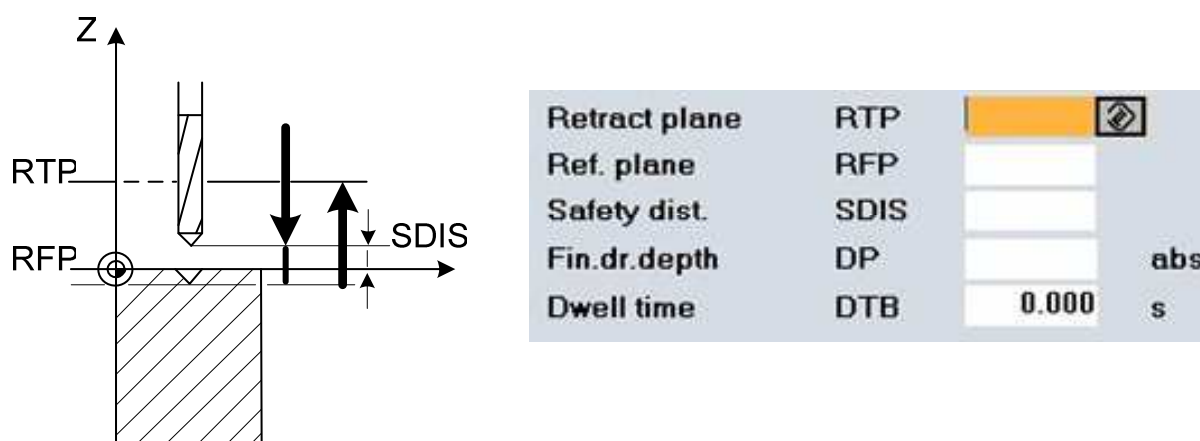 Z
RTP
SDIS
RFP
Retract plane RTP
Ref. plane RFP
Safety dist. SDIS
Fin.dr.depth DP abs
Dwell time DTB 0.000 s